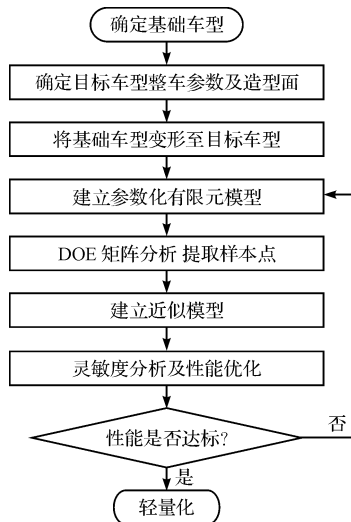 确定基础车型
确定目标车型整车参数及造型面
将基础车型变形至目标车型
建立参数化有限元模型
DOE 矩阵分析 提取样本点
建立近似模型
灵敏度分析及性能优化
否
性能是否达标?
是
轻量化